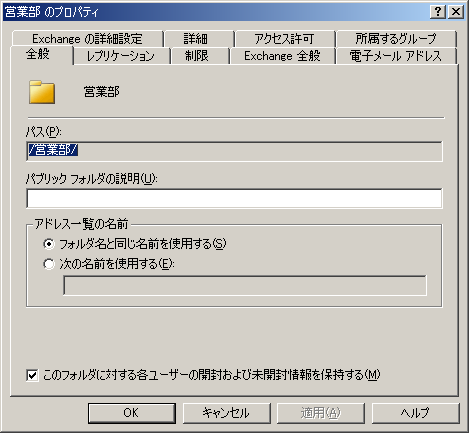 営業部 のプロパティ
Exchange の詳細設定
詳細
アクセス許可
所属するグループ
全般
レプリケーション
制限
Exchange 全般
電子メール アドレス
営業部
パス(P):
/営業部/
パブリック フォルダの説明(U):
アドレス一覧の名前
フォルダ名と同じ名前を使用する(S)
次の名前を使用する(E):
このフォルダに対する各ユーザーの開封および未開封情報を保持する(M)
OK
キャンセル
適用(A)
ヘルプ